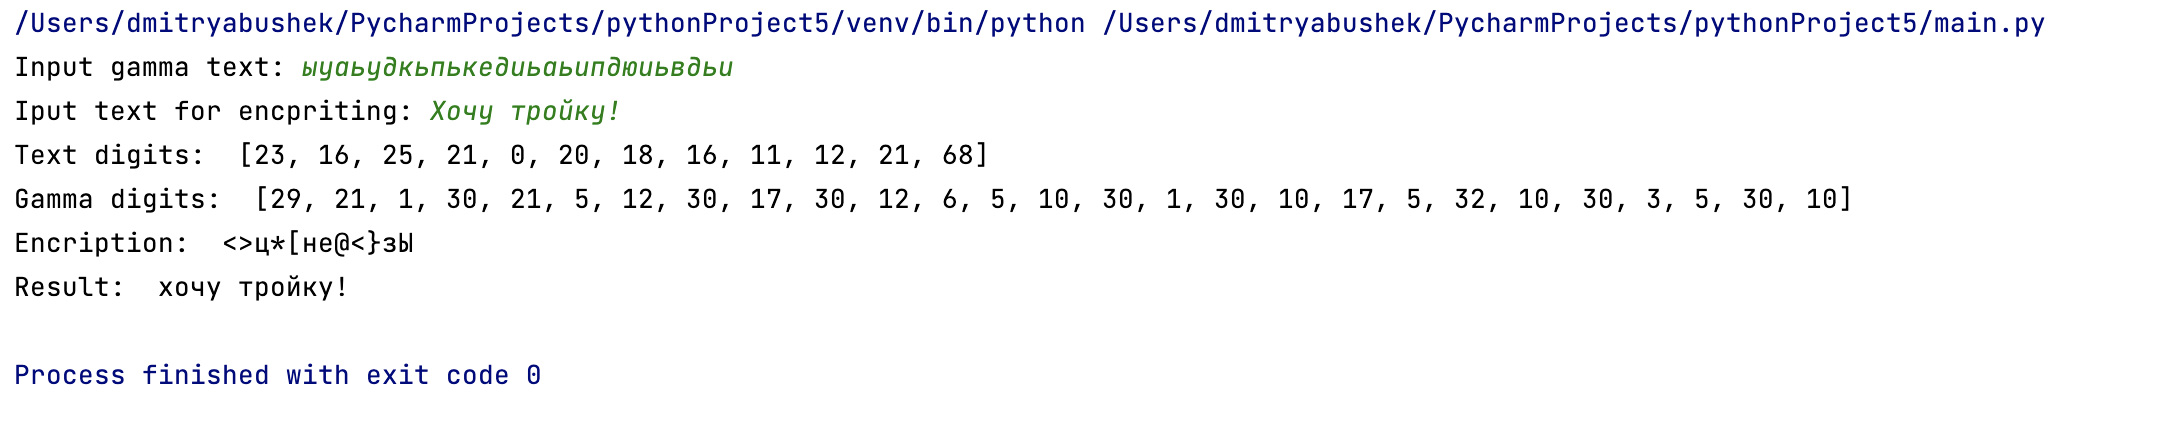 /Users/dmitryabushek/PycharmProjects/pythonProject5/venv/bin/python /Users/dmitryabushek/PycharmProjects/pythonProject5/main.py
Input gamma text: ыуаьудкьпькедиьаьипдюиьвдьи
Iput text for encpriting: Хочу тройку!
Text digits:  [23, 16, 25, 21, 0, 20, 18, 16, 11, 12, 21, 68]
Gamma digits:  [29, 21, 1, 30, 21, 5, 12, 30, 17, 30, 12, 6, 5, 10, 30, 1, 30, 10, 17, 5, 32, 10, 30, 3, 5, 30, 10]
Encription:  <>ц*[не@<}зЫ
Result:  хочу тройку!
Process finished with exit code 0